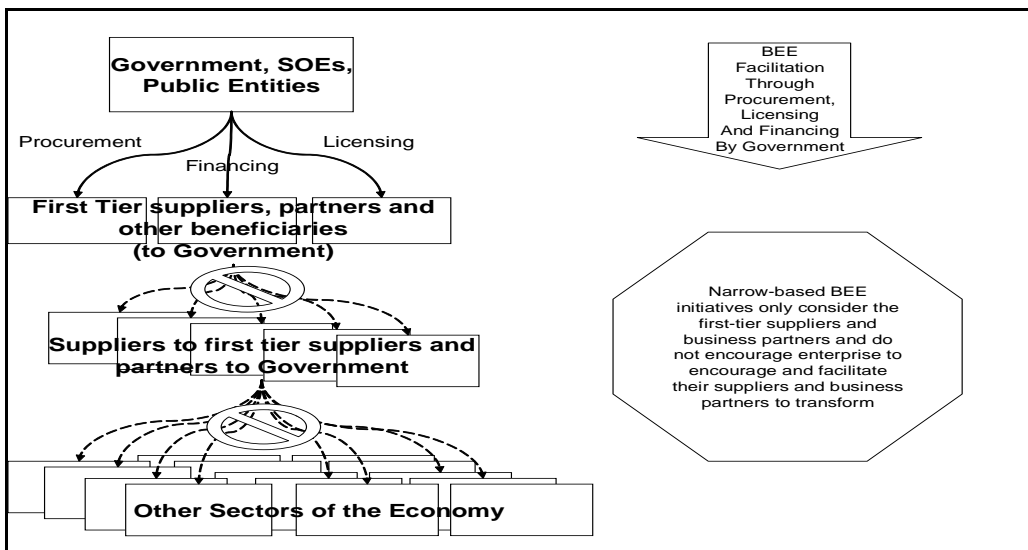 Government, SOEs,
Public Entities
Procurement
Licensing
Financing
First Tier suppliers, partners and
other beneficiaries
(to Government)
Suppliers to first tier suppliers and
partners to Government
Other Sectors of the Economy
BEE
Facilitation
Through
Procurement,
Licensing
And Financing
By Government
Narrow-based BEE
initiatives only consider the
first-tier suppliers and
business partners and do
not encourage enterprise to
encourage and facilitate
their suppliers and business
partners to transform